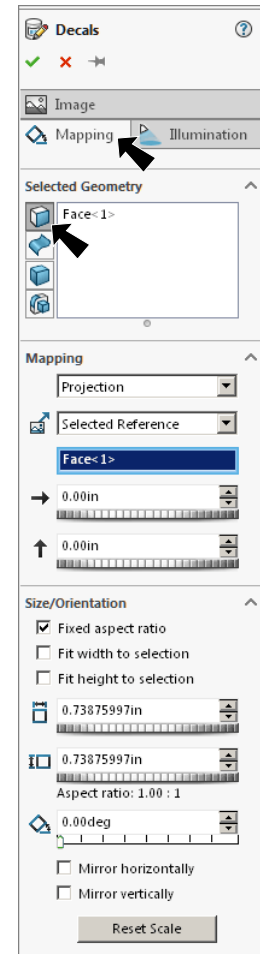 Decals
Image
Mapping Illumination
Selected Geometry
Face<1>
Mapping
Projection
Selected Reference
Face<1>
0.00in
0.00in
Size/Orientation
Fixed aspect ratio
Fit width to selection
Fit height to selection
0.73875997in
0.73875997in
Aspect ratio: 1.00 : 1
0.00deg
Mirror horizontally
Mirror vertically
Reset Scale